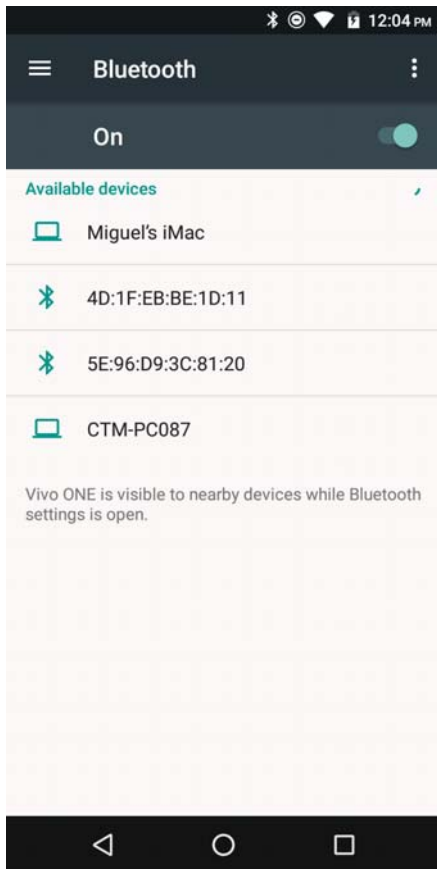 12:04 PM
Bluetooth
On
Available devices
Miguel's iMac
4D:1F:EB:BE:1D:11
5E:96:D9:3C:81:20
CTM-PC087
Vivo ONE is visible to nearby devices while Bluetooth
settings is open.